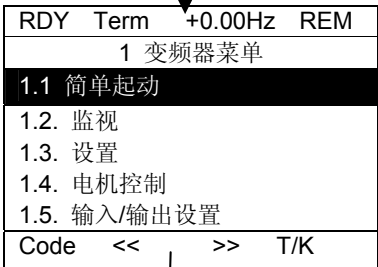 RDY Term +0.00Hz REM
1 变频器菜单
1.1 简单起动
1.2. 监视
1.3. 设置
1.4. 电机控制
1.5. 输入/输出设置
Code << >> T/K